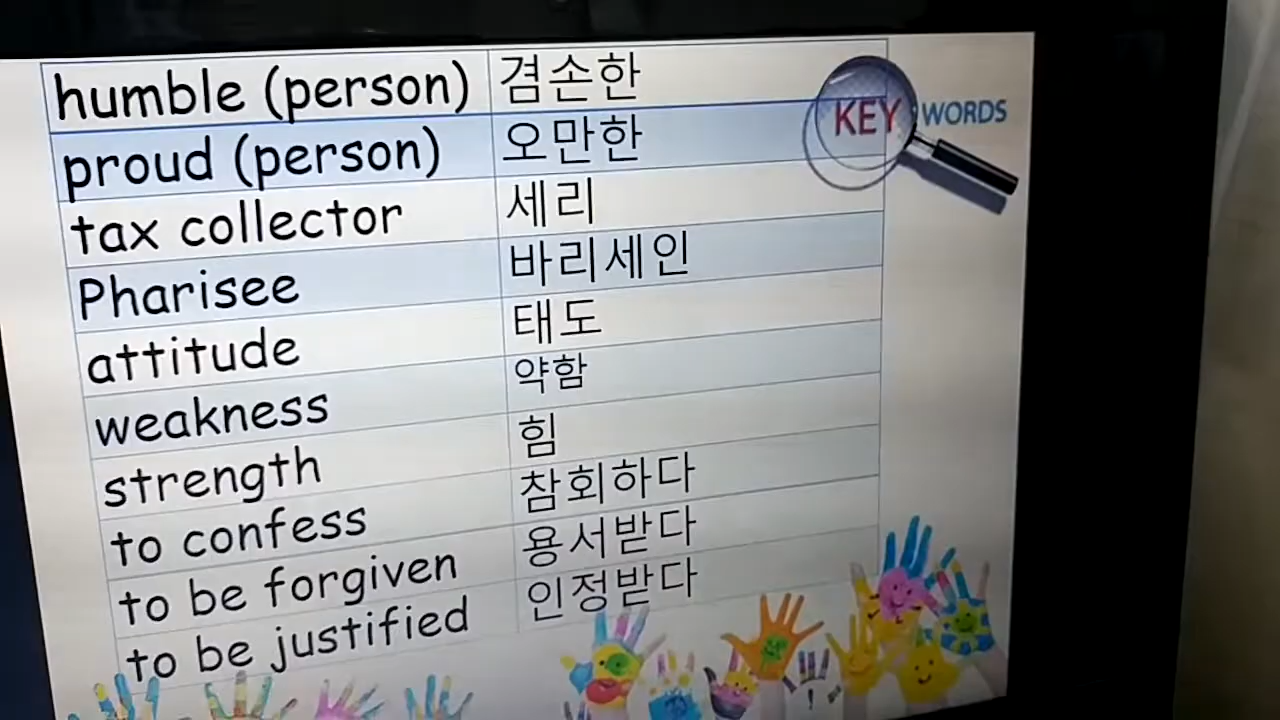 humble (person) 겸손한
proud (person) 오만한
tax collector 세리
Pharisee 바리세인
attitude 태도
weakness 약함
strength 힘
to confess 참회하다
to be forgiven 용서받다
to be justified 인정받다
KEY WORDS